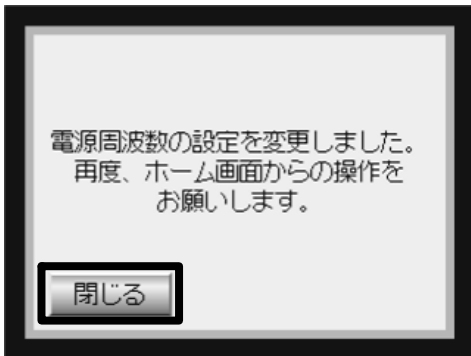 電源周波数の設定を変更しました。
再度、ホーム画面からの操作を
お願いします。
閉じる